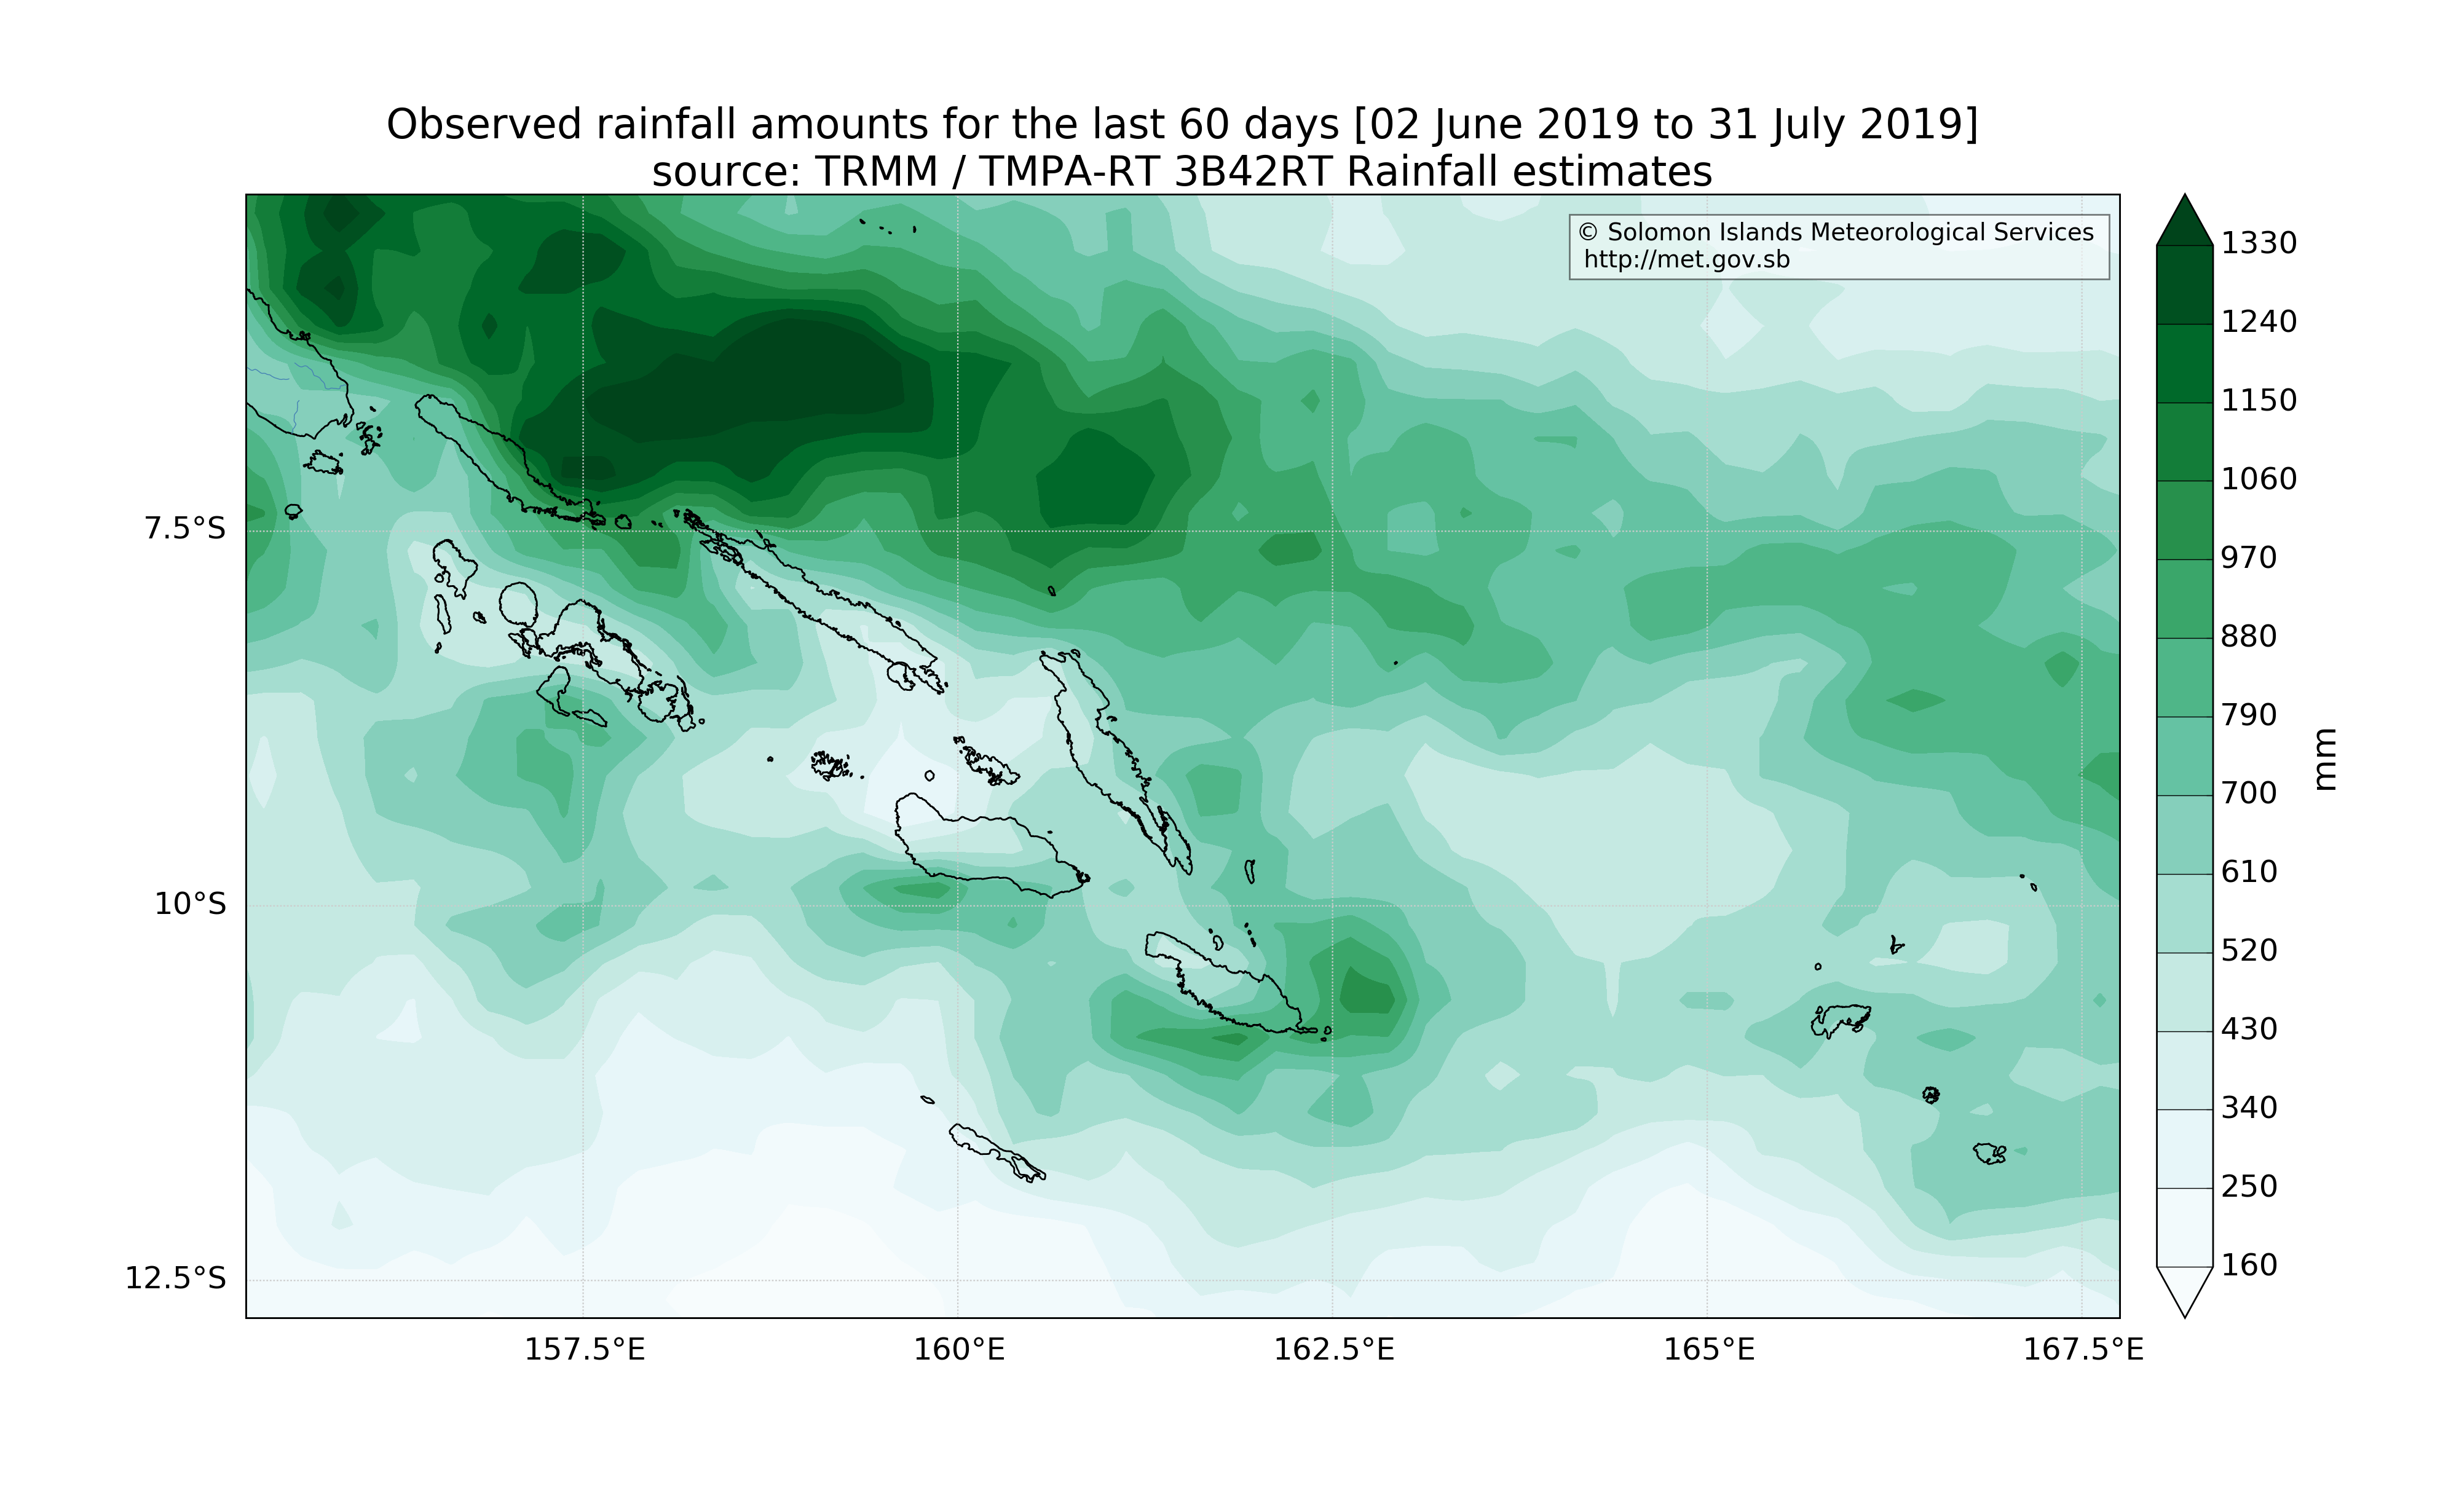 Observed rainfall amounts for the last 60 days [02 June 2019 to 31 July 2019]
source: TRMM / TMPA-RT 3B42RT Rainfall estimates
© Solomon Islands Meteorological Services
http://met.gov.sb
7.5°S
10°S
12.5°S
157.5°E
160°E
162.5°E
165°E
167.5°E
1330
1240
1150
1060
970
880
790
700
610
520
430
340
250
160
mm